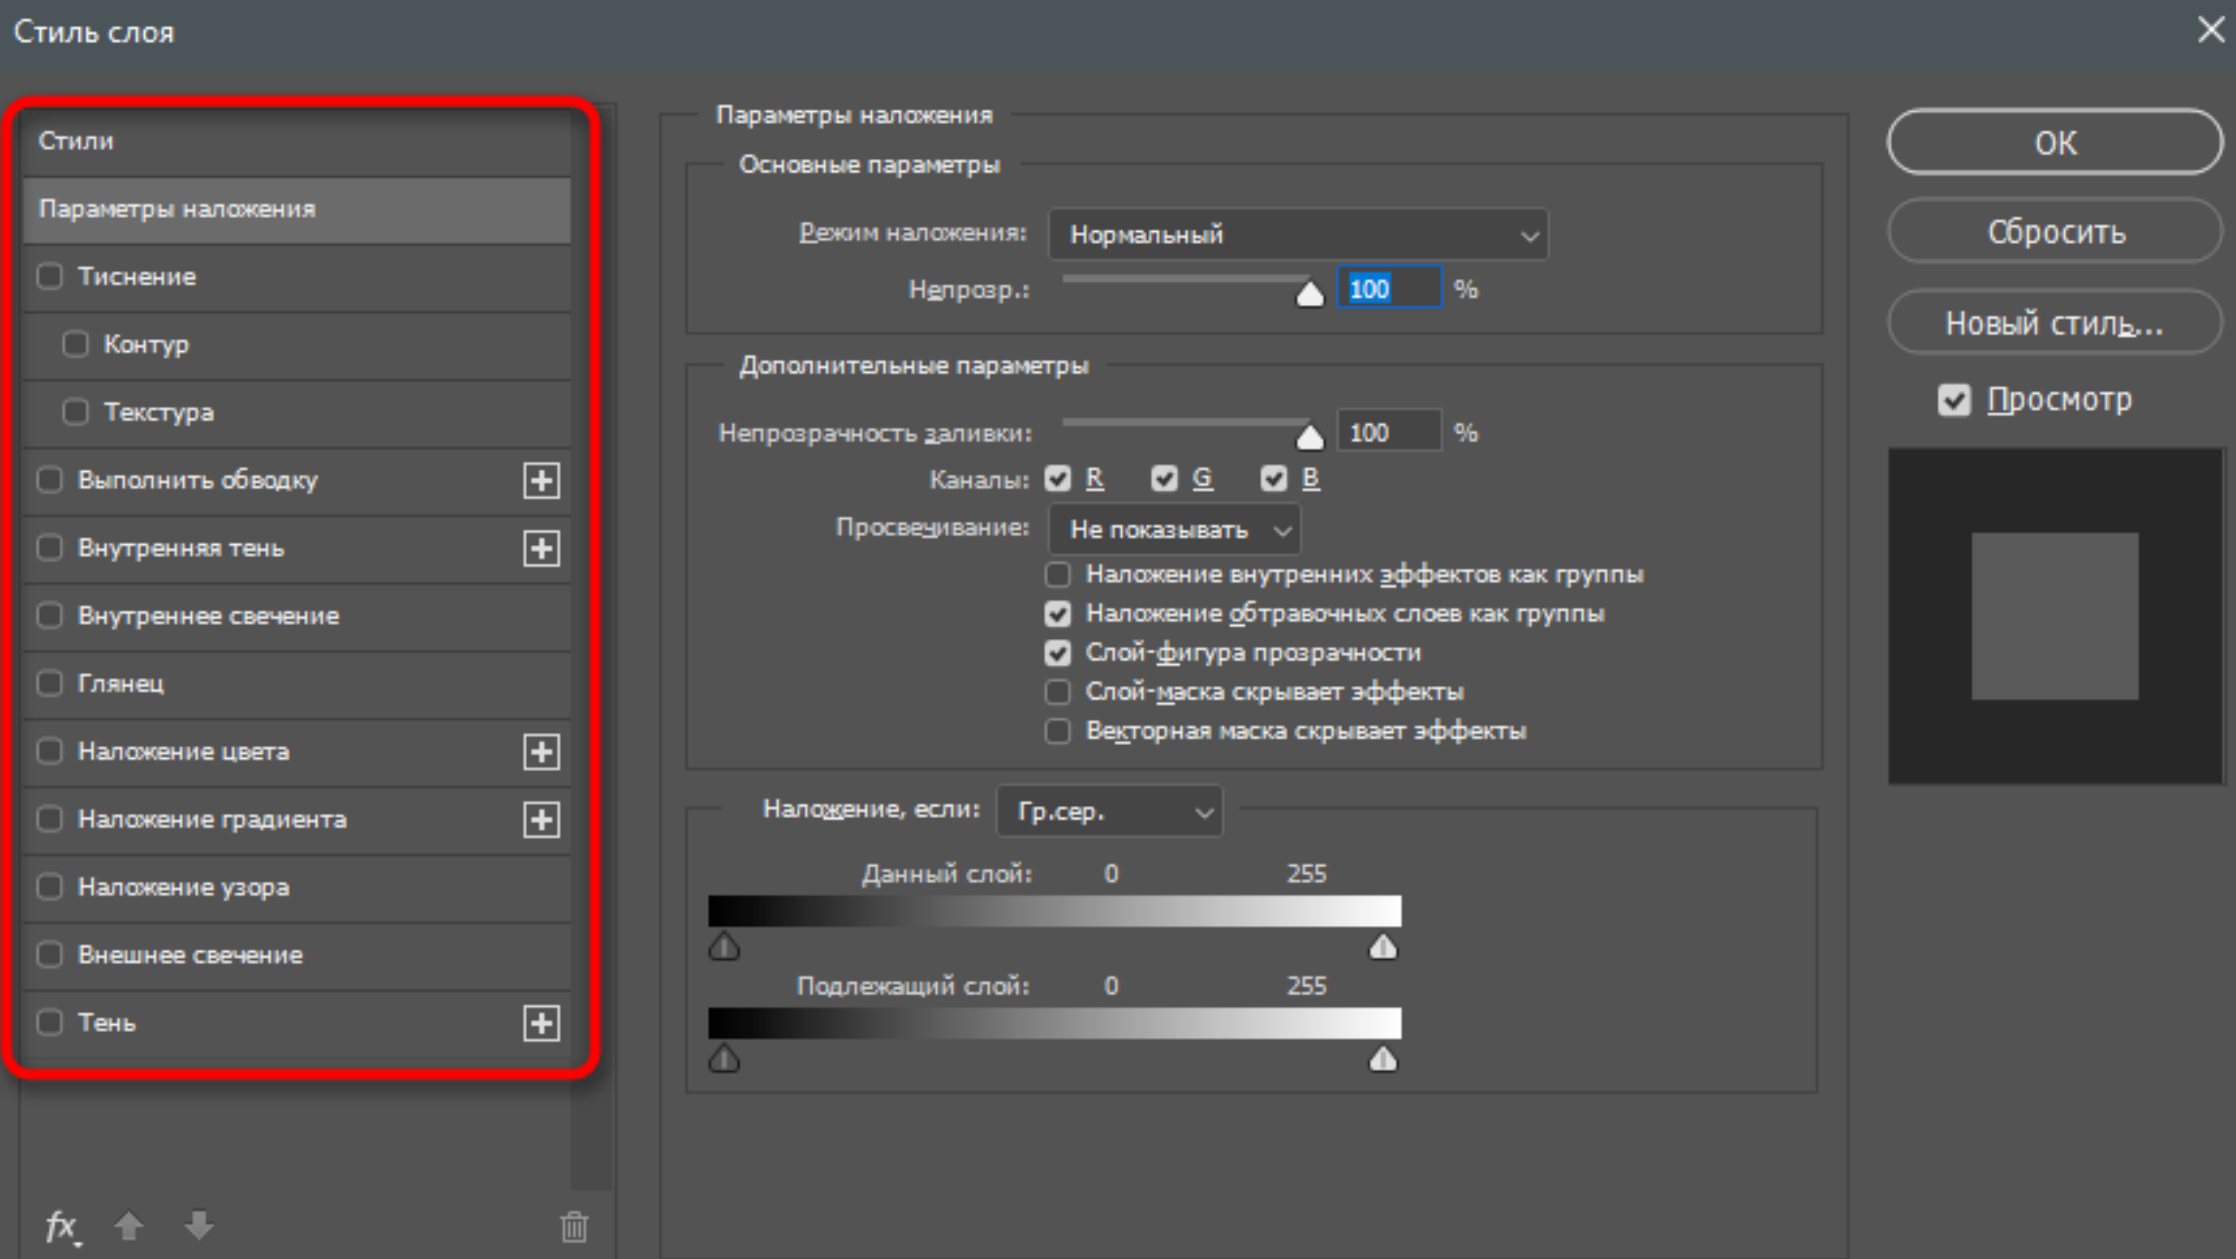 Стиль слоя
Стили
Параметры наложения
Тиснение
Контур
Текстура
Выполнить обводку
Внутренняя тень
Внутреннее свечение
Глянец
Наложение цвета
Наложение градиента
Наложение узора
Внешнее свечение
Тень
fx
Параметры наложения
Основные параметры
Режим наложения: Нормальный
Непрозр.: 100 %
Дополнительные параметры
Непрозрачность заливки: 100 %
Каналы: R G B
Просвечивание: Не показывать
Наложение внутренних эффектов как группы
Наложение обтравочных слоев как группы
Слой-фигура прозрачности
Слой-маска скрывает эффекты
Векторная маска скрывает эффекты
Наложение, если: Гр.сер.
Данный слой: 0 255
Подлежащий слой: 0 255
ОК
Сбросить
Новый стиль...
Просмотр